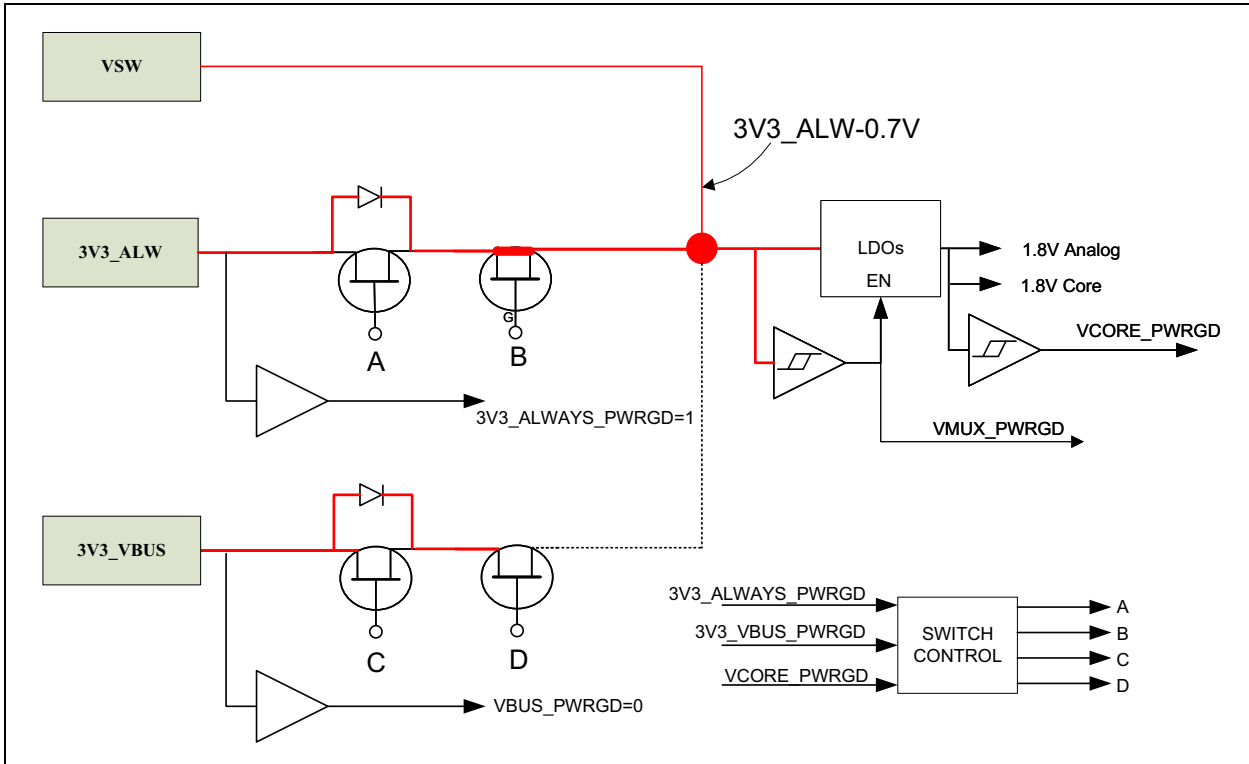 VSW
3V3_ALW-0.7V
3V3_ALW
LDOs
EN
1.8V Analog
1.8V Core
G
A
B
VCORE_PWRGD
3V3_ALWAYS_PWRGD=1
VMUX_PWRGD
3V3_VBUS
C
D
VBUS_PWRGD=0
3V3_ALWAYS_PWRGD
3V3_VBUS_PWRGD
VCORE_PWRGD
SWITCH
CONTROL
A
B
C
D